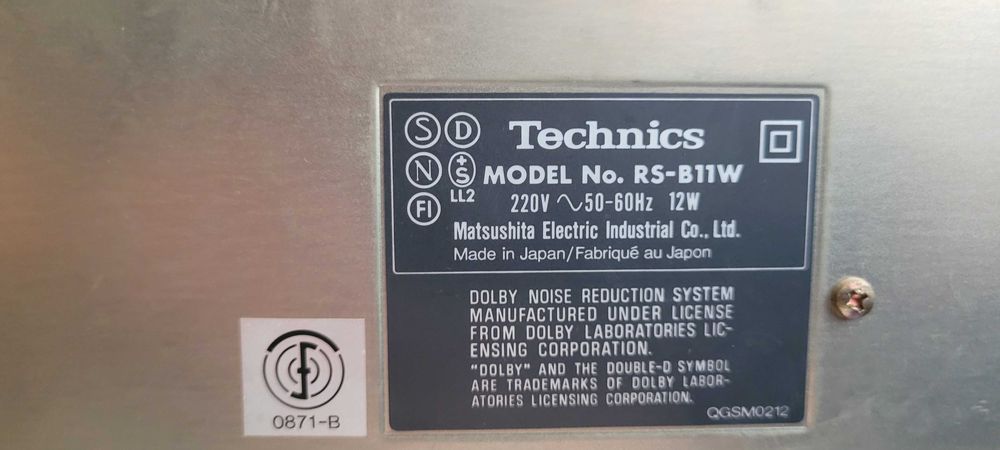 S D
N +S
LL2
FI
Technics
MODEL No. RS-B11W
220V ∿50-60Hz 12W
Matsushita Electric Industrial Co., Ltd.
Made in Japan/Fabriqué au Japon
DOLBY NOISE REDUCTION SYSTEM
MANUFACTURED UNDER LICENSE
FROM DOLBY LABORATORIES LIC-
ENSING CORPORATION.
"DOLBY" AND THE DOUBLE-D SYMBOL
ARE TRADEMARKS OF DOLBY LABOR-
ATORIES LICENSING CORPORATION.
QGSM0212
0871-B